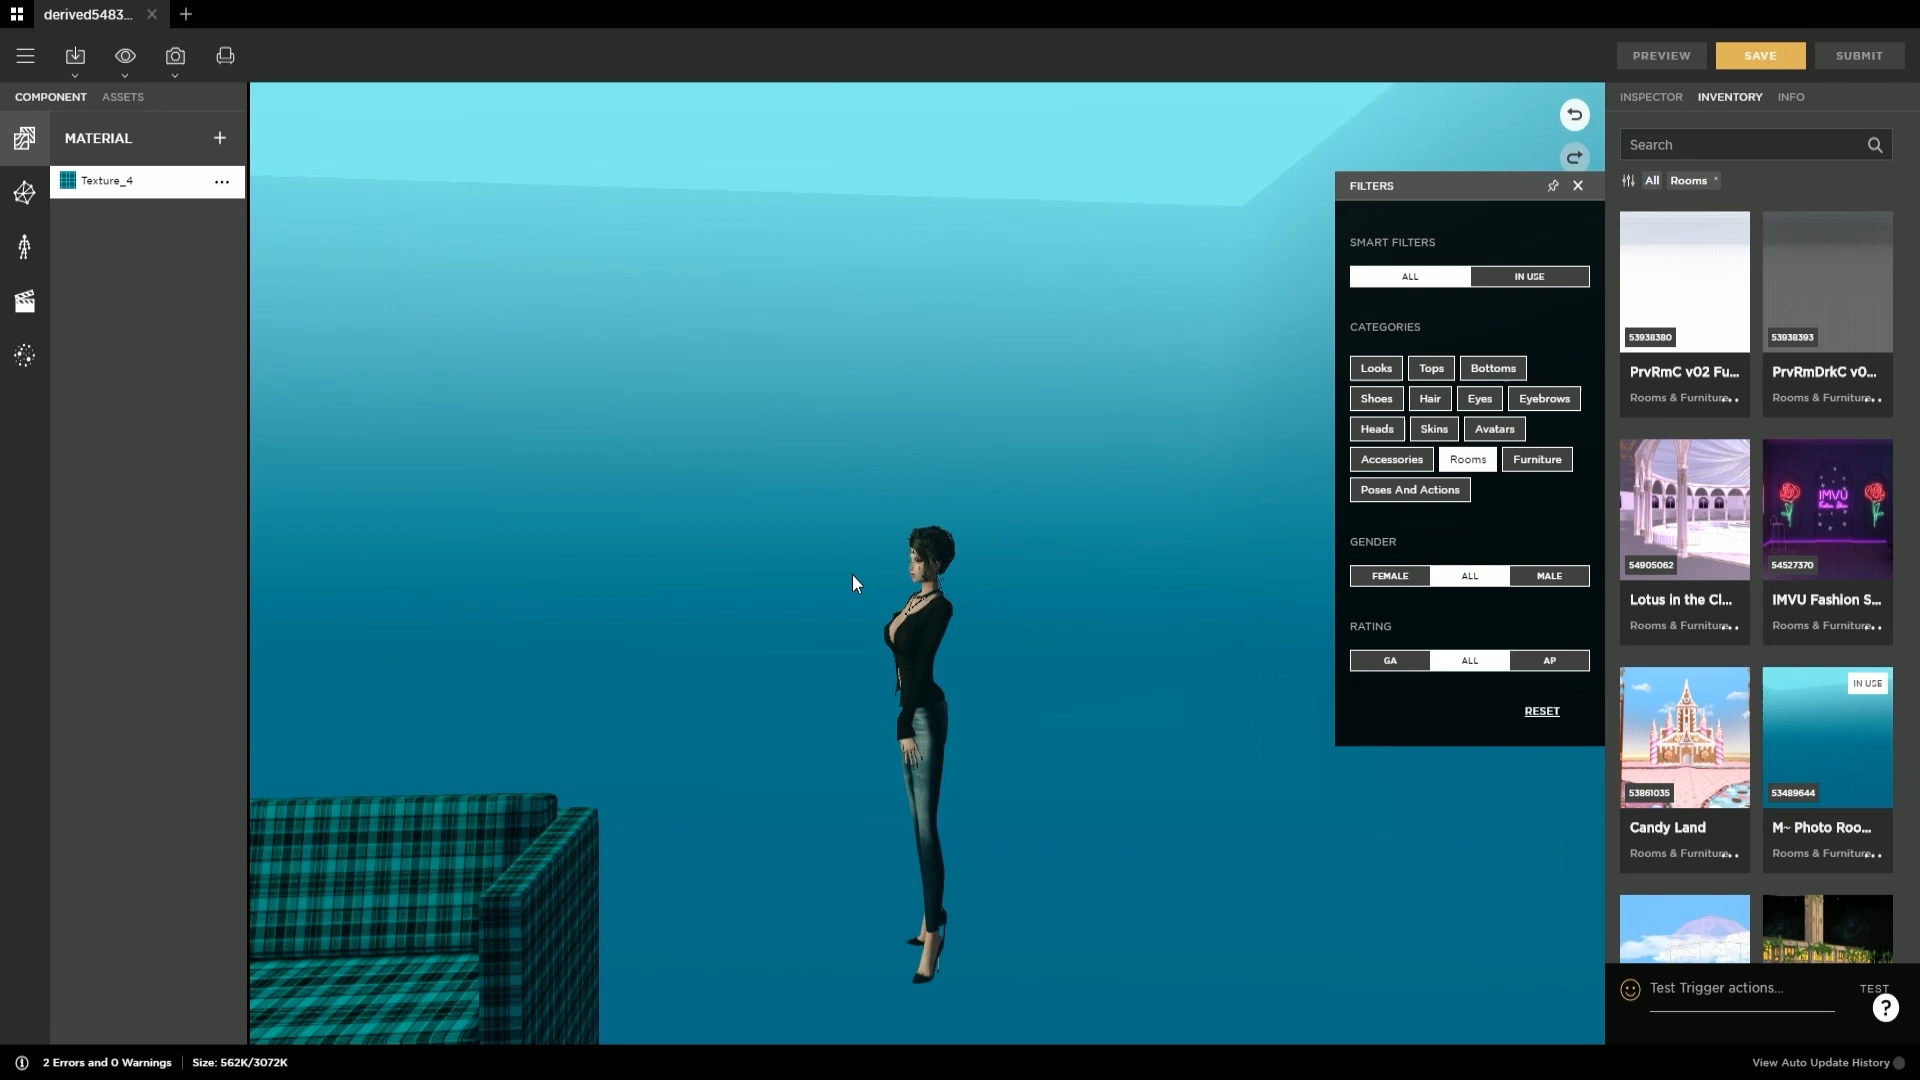 derived5483...
PREVIEW
SAVE
SUBMIT
COMPONENT
ASSETS
INSPECTOR
INVENTORY
INFO
MATERIAL
Texture_4
Search
All
Rooms
FILTERS
SMART FILTERS
ALL
IN USE
CATEGORIES
Looks
Tops
Bottoms
Shoes
Hair
Eyes
Eyebrows
Heads
Skins
Avatars
Accessories
Rooms
Furniture
Poses And Actions
GENDER
FEMALE
ALL
MALE
RATING
GA
ALL
AP
RESET
53938380
PrvRmC v02 Fu...
Rooms & Furniture
53938393
PrvRmDrkC v0...
Rooms & Furniture
54905062
Lotus in the Cl...
Rooms & Furniture
IMVU
54527370
IMVU Fashion S...
Rooms & Furniture
53861035
Candy Land
Rooms & Furniture
IN USE
53489644
M~ Photo Roo...
Rooms & Furniture
Test Trigger actions...
TEST
?
2 Errors and 0 Warnings
Size: 562K/3072K
View Auto Update History